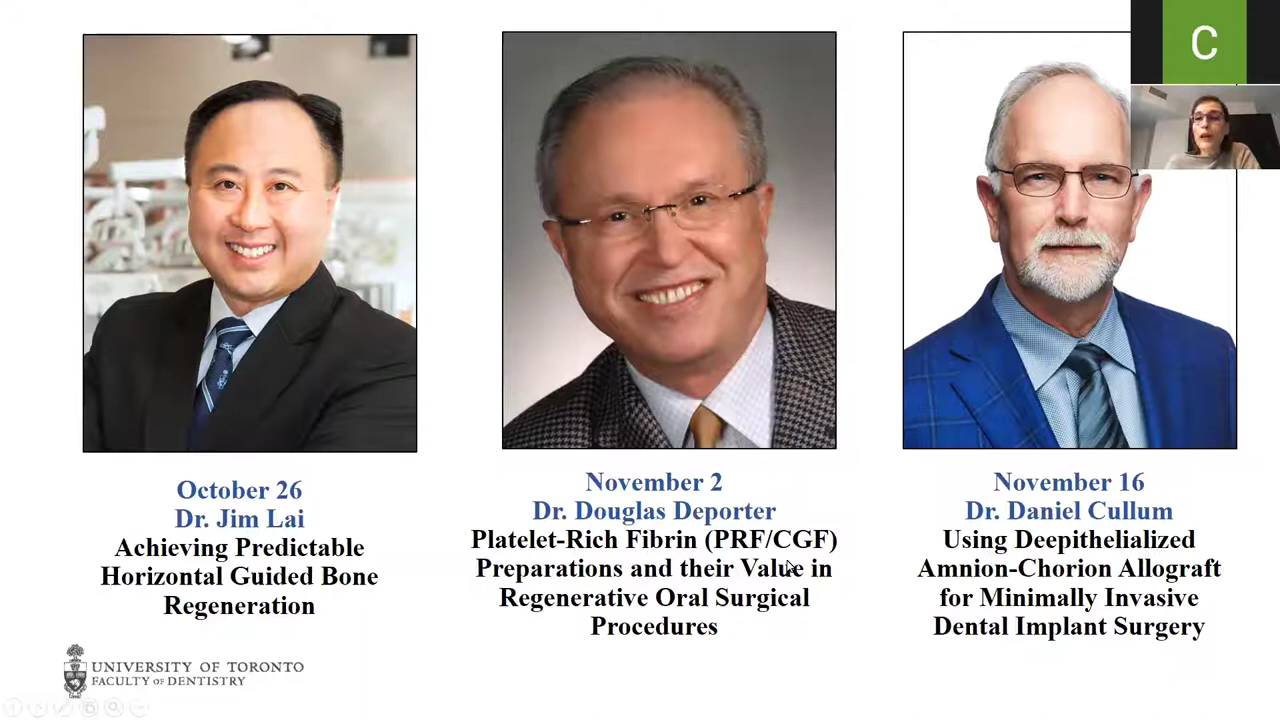 C
October 26
Dr. Jim Lai
Achieving Predictable
Horizontal Guided Bone
Regeneration
November 2
Dr. Douglas Deporter
Platelet-Rich Fibrin (PRF/CGF)
Preparations and their Value in
Regenerative Oral Surgical
Procedures
November 16
Dr. Daniel Cullum
Using Deepithelialized
Amnion-Chorion Allograft
for Minimally Invasive
Dental Implant Surgery
UNIVERSITY OF TORONTO
FACULTY OF DENTISTRY